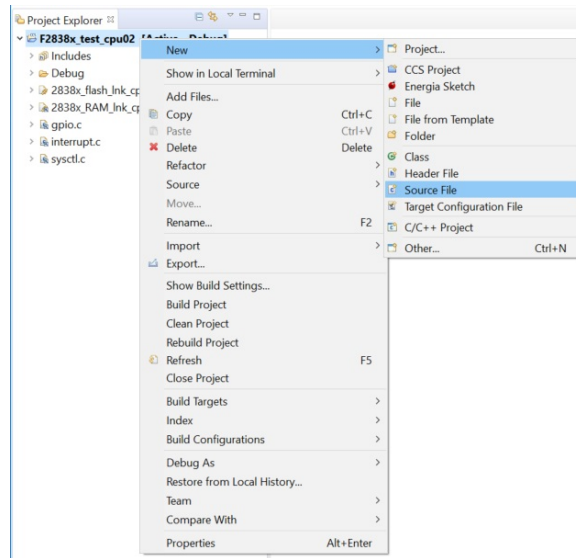 Project Explorer
F2838x_test_cpu02 [Active - Debug]
Includes
Debug
2838x_flash_lnk_cp
2838x_RAM_lnk_cp
gpio.c
interrupt.c
sysctl.c
New
Show in Local Terminal
Add Files...
Copy Ctrl+C
Paste Ctrl+V
Delete Delete
Refactor
Source
Move...
Rename... F2
Import
Export...
Show Build Settings...
Build Project
Clean Project
Rebuild Project
Refresh F5
Close Project
Build Targets
Index
Build Configurations
Debug As
Restore from Local History...
Team
Compare With
Properties Alt+Enter
Project...
CCS Project
Energia Sketch
File
File from Template
Folder
Class
Header File
Source File
Target Configuration File
C/C++ Project
Other... Ctrl+N